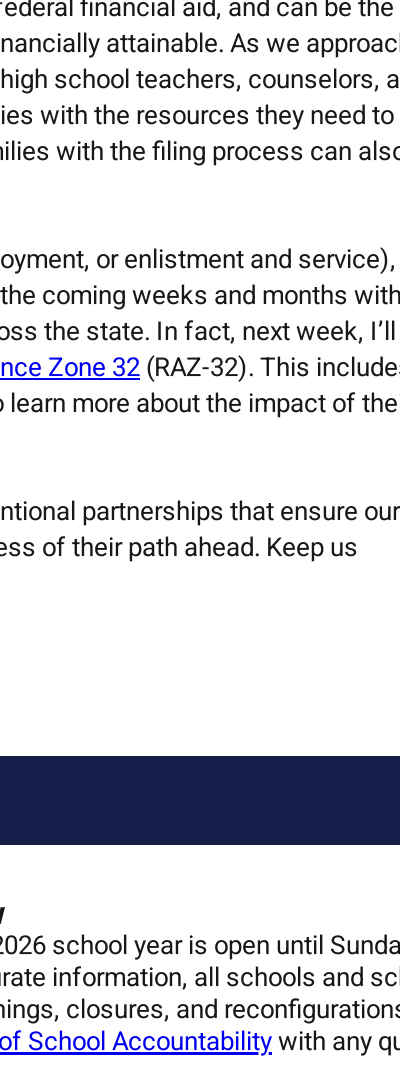 federal financial aid, and can be the
nancially attainable. As we approac
high school teachers, counselors, a
ies with the resources they need to
ilies with the filing process can also
oyment, or enlistment and service),
the coming weeks and months with
oss the state. In fact, next week, I’ll
nce Zone 32 (RAZ-32). This include
learn more about the impact of the
ntional partnerships that ensure our
ess of their path ahead. Keep us
2026 school year is open until Sunda
urate information, all schools and sc
nings, closures, and reconfigurations
of School Accountability with any qu